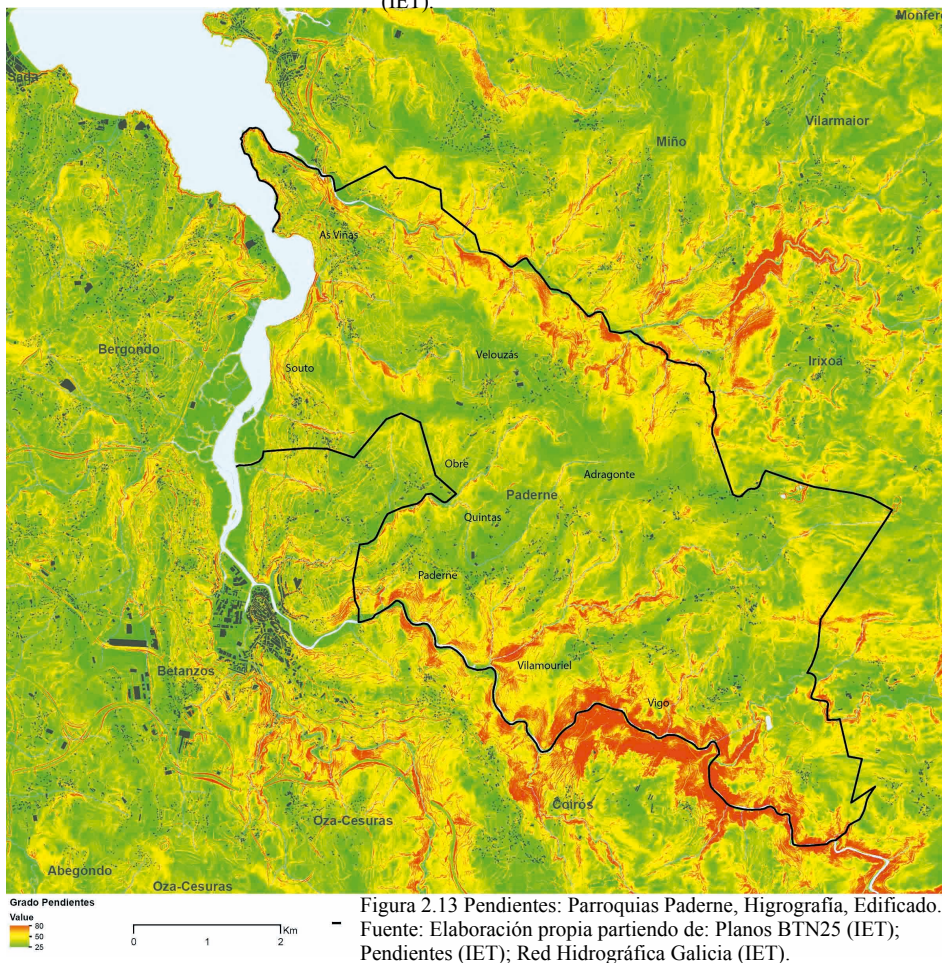 (IET).
Monfero
Sada
Vilarmaior
Miño
As Viñas
Bergondo
Velouzás
Irixoa
Souto
Obre
Adragonte
Paderne
Quintas
Paderne
Betanzos
Vilamouriel
Vigo
Coirós
Oza-Cesuras
Abegondo
Oza-Cesuras
Grado Pendientes
Value
80
50
25
Km
0 1 2
Figura 2.13 Pendientes: Parroquias Paderne, Higrografía, Edificado.
Fuente: Elaboración propia partiendo de: Planos BTN25 (IET);
Pendientes (IET); Red Hidrográfica Galicia (IET).